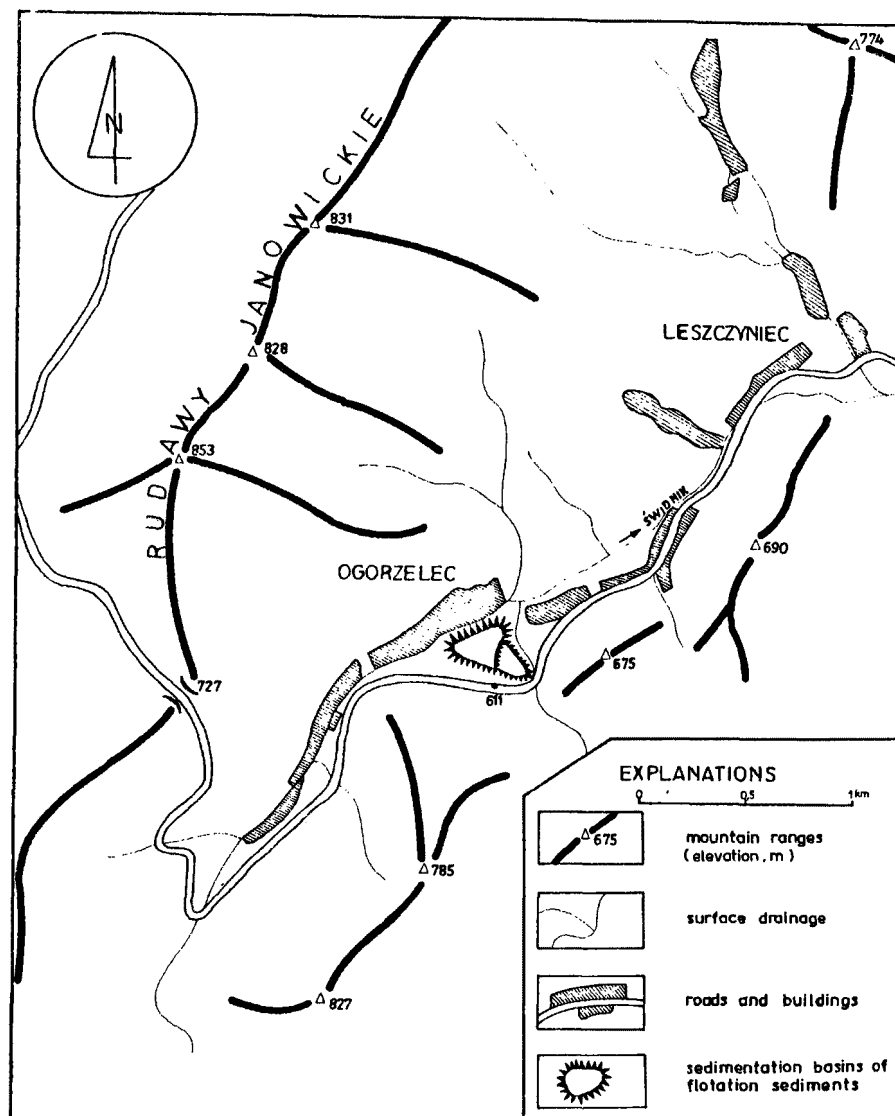 N
774
RUDAWY JANOWICKIE
831
LESZCZYNIEC
828
853
ŚWIDNIK
690
OGORZELEC
675
727
611
EXPLANATIONS
0 0,5 1km
785
675
mountain ranges
(elevation, m)
surface drainage
827
roads and buildings
sedimentation basins of
flotation sediments